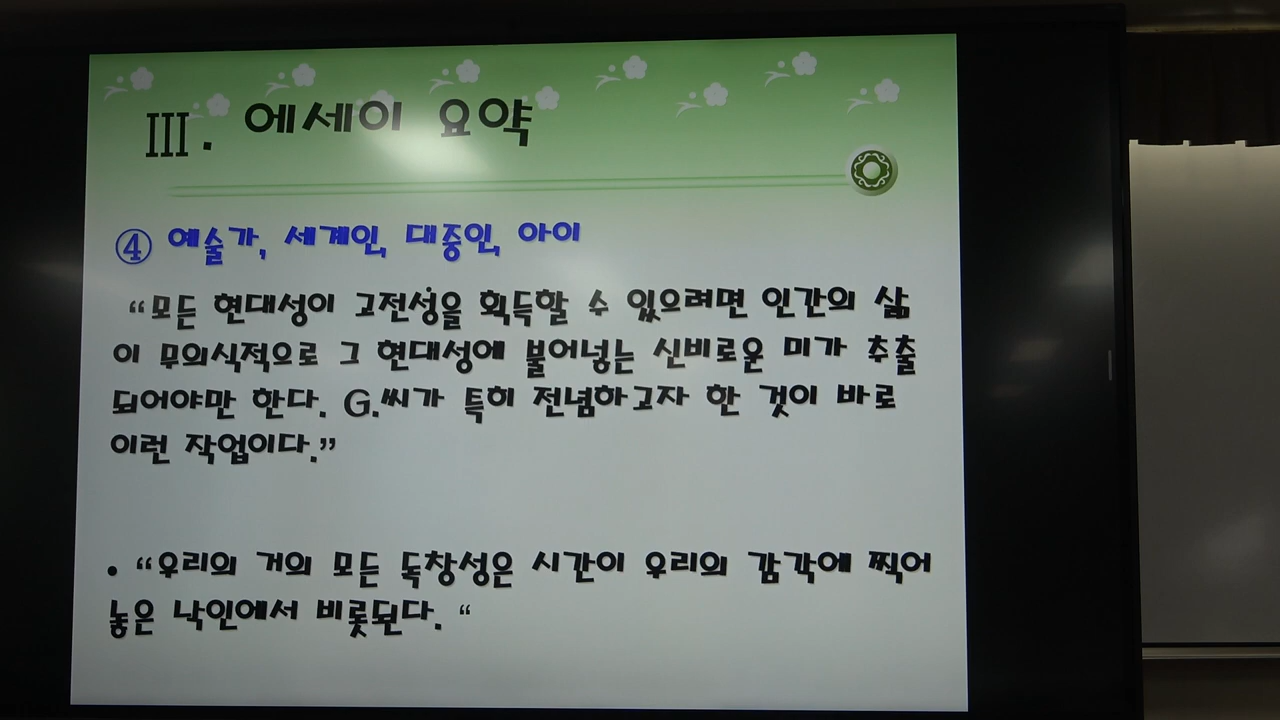 III. 에세이 요약
④ 예술가, 세계인, 대중인, 아이
“모든 현대성이 고전성을 획득할 수 있으려면 인간의 삶
이 무의식적으로 그 현대성에 불어넣는 신비로운 미가 추출
되어야만 한다. G.씨가 특히 전념하고자 한 것이 바로
이런 작업이다.”
• “우리의 거의 모든 독창성은 시간이 우리의 감각에 찍어
놓은 낙인에서 비롯된다. “